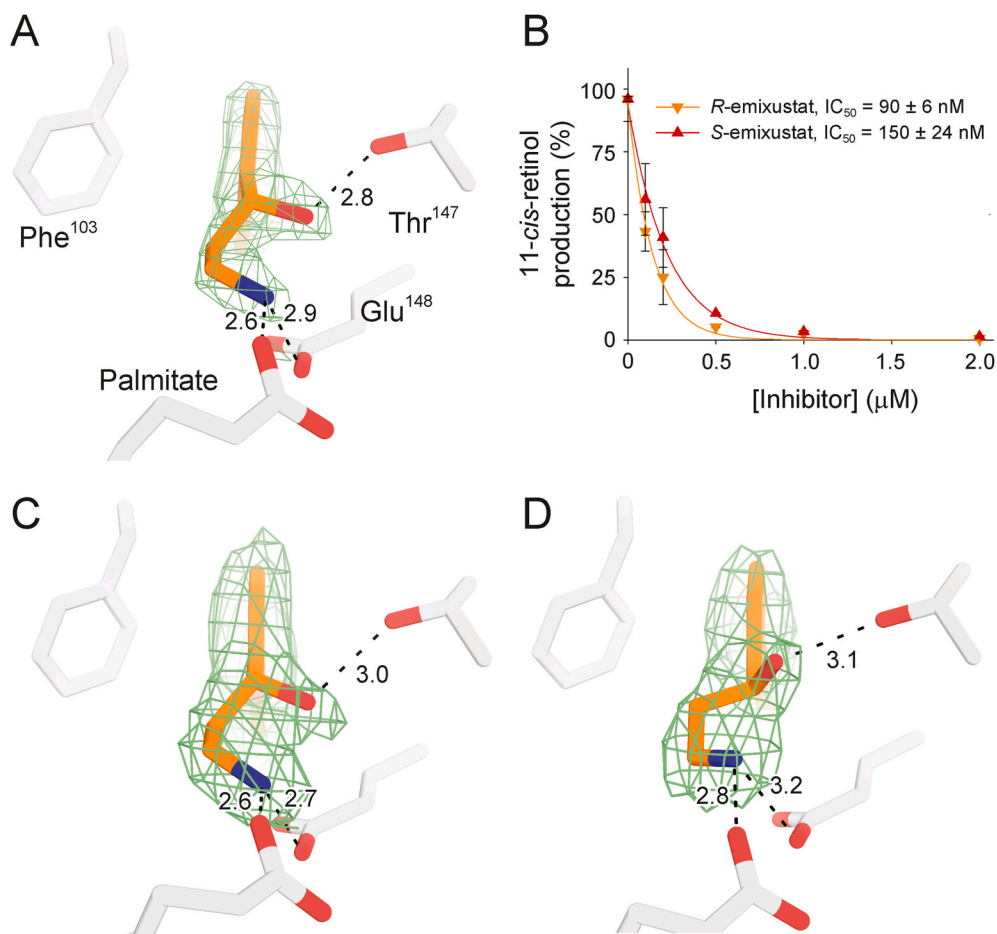 A
Phe103
2.8
Thr147
2.6
2.9
Glu148
Palmitate
B
11-cis-retinol
production (%)
100
75
50
25
0
R-emixustat, IC50 = 90 ± 6 nM
S-emixustat, IC50 = 150 ± 24 nM
0
0.5
1.0
1.5
2.0
[Inhibitor] (μM)
C
3.0
2.6
2.7
D
3.1
2.8
3.2